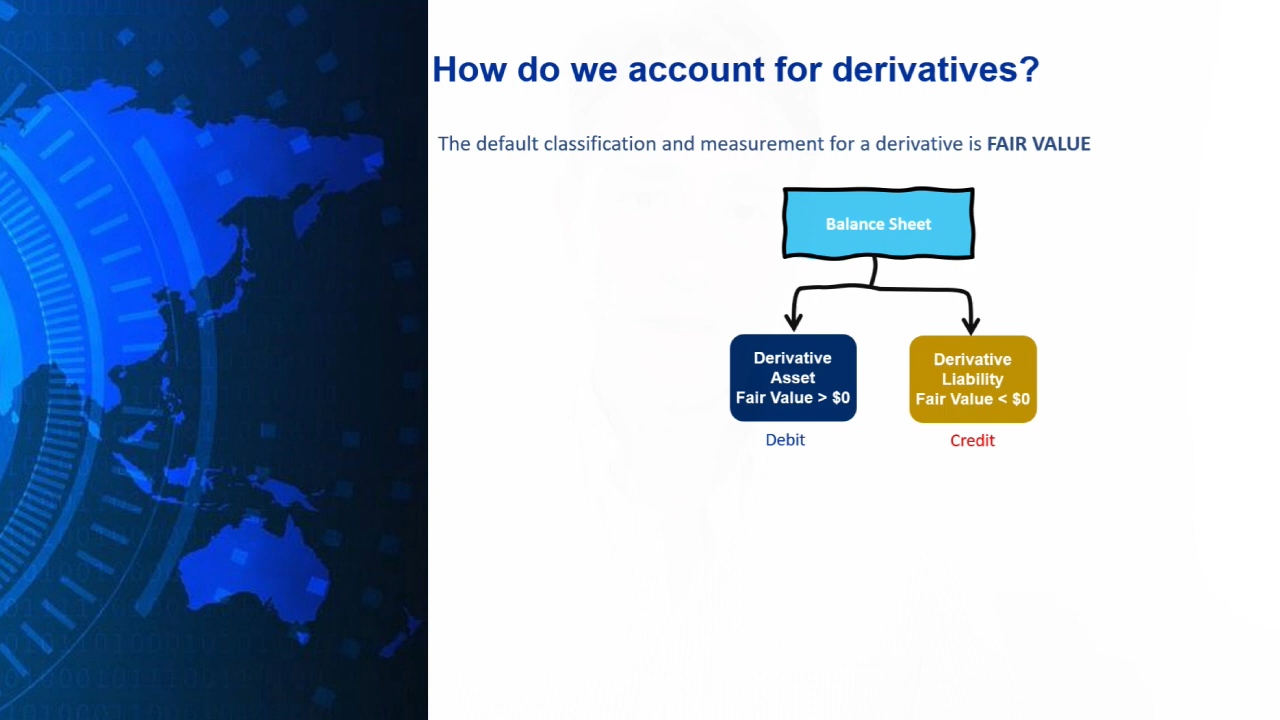 How do we account for derivatives?
The default classification and measurement for a derivative is FAIR VALUE
Balance Sheet
Derivative
Asset
Fair Value > $0
Derivative
Liability
Fair Value < $0
Debit
Credit